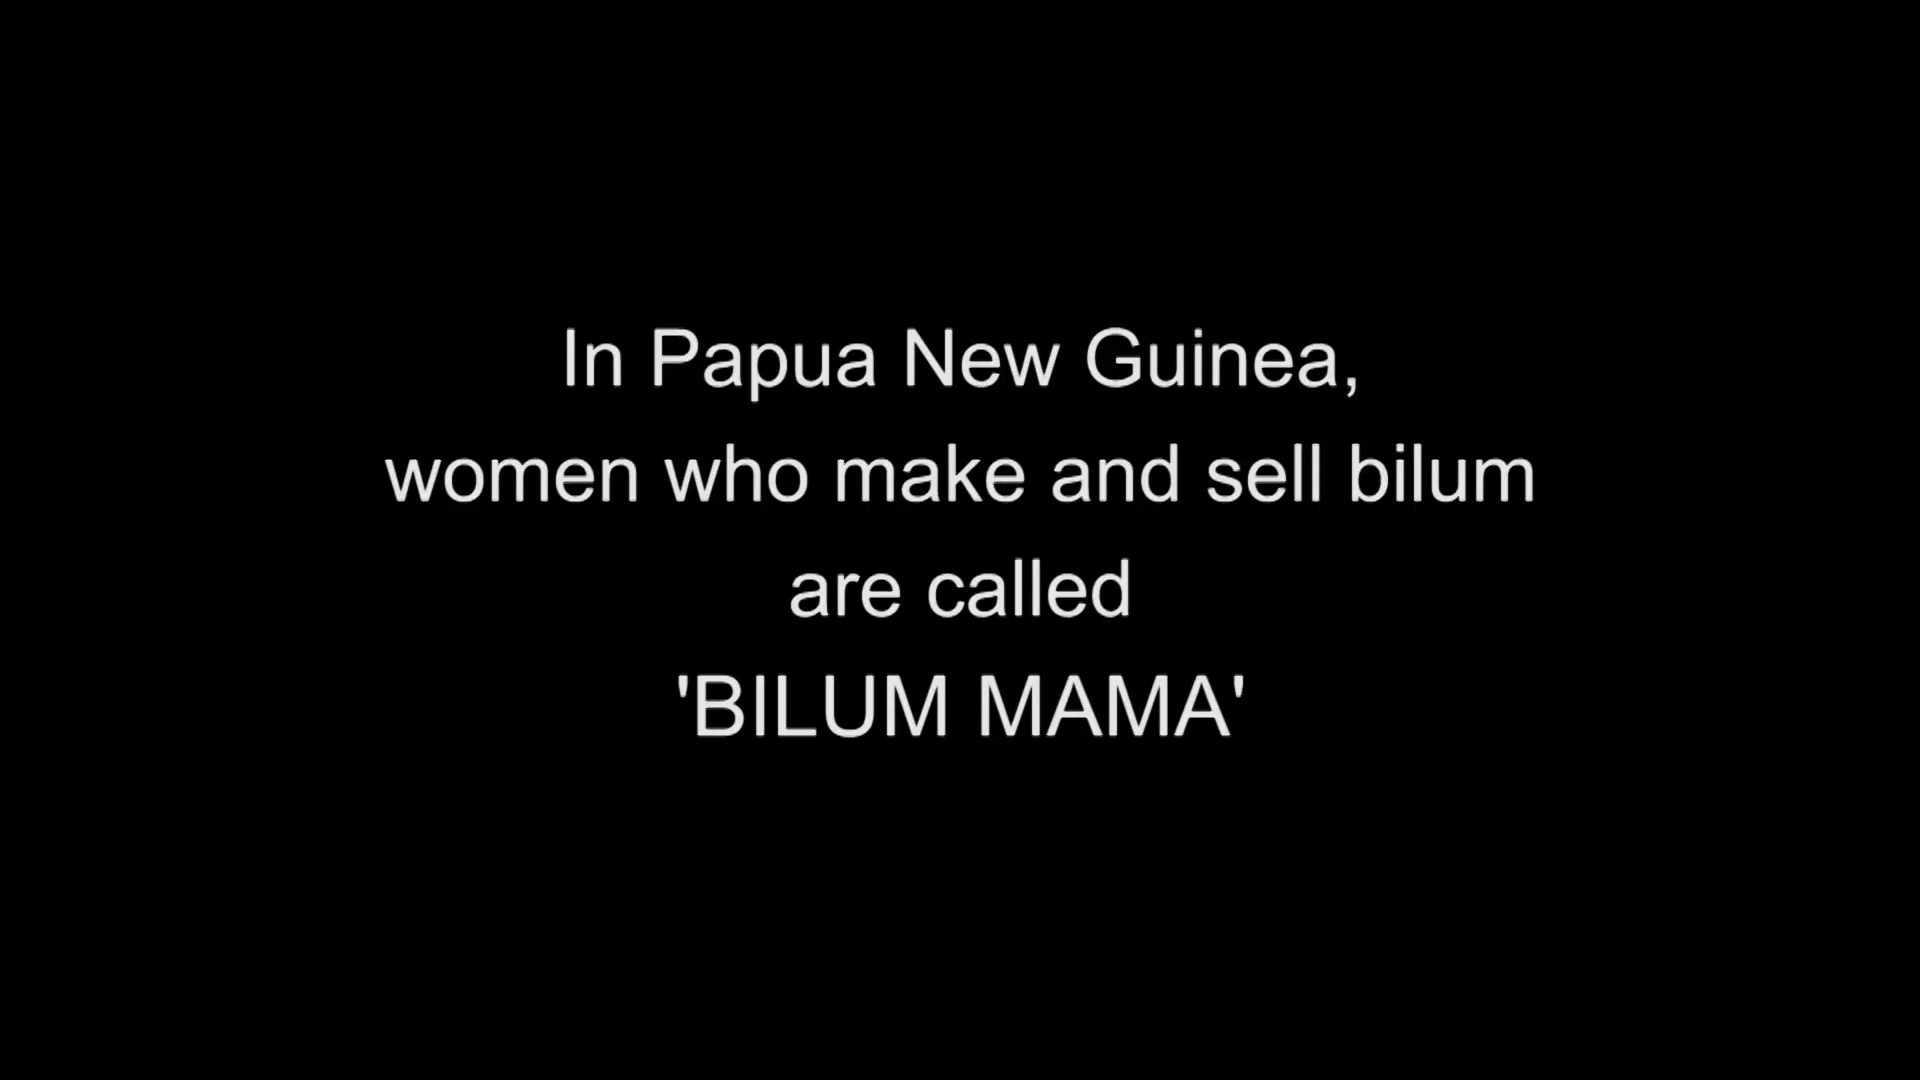 In Papua New Guinea,
women who make and sell bilum
are called
'BILUM MAMA'